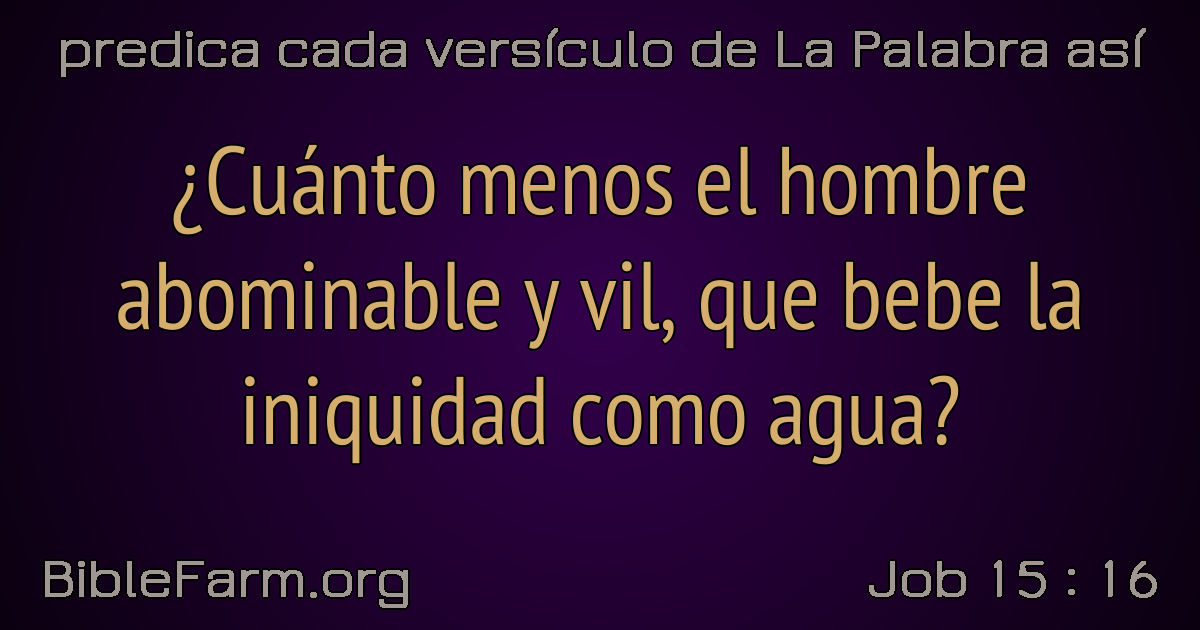 predica cada versículo de La Palabra así
¿Cuánto menos el hombre
abominable y vil, que bebe la
iniquidad como agua?
BibleFarm.org
Job 15 : 16